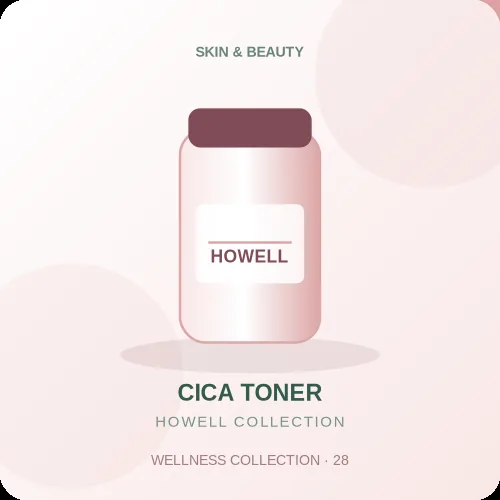 SKIN & BEAUTY
HOWELL
CICA TONER
HOWELL COLLECTION
WELLNESS COLLECTION · 28